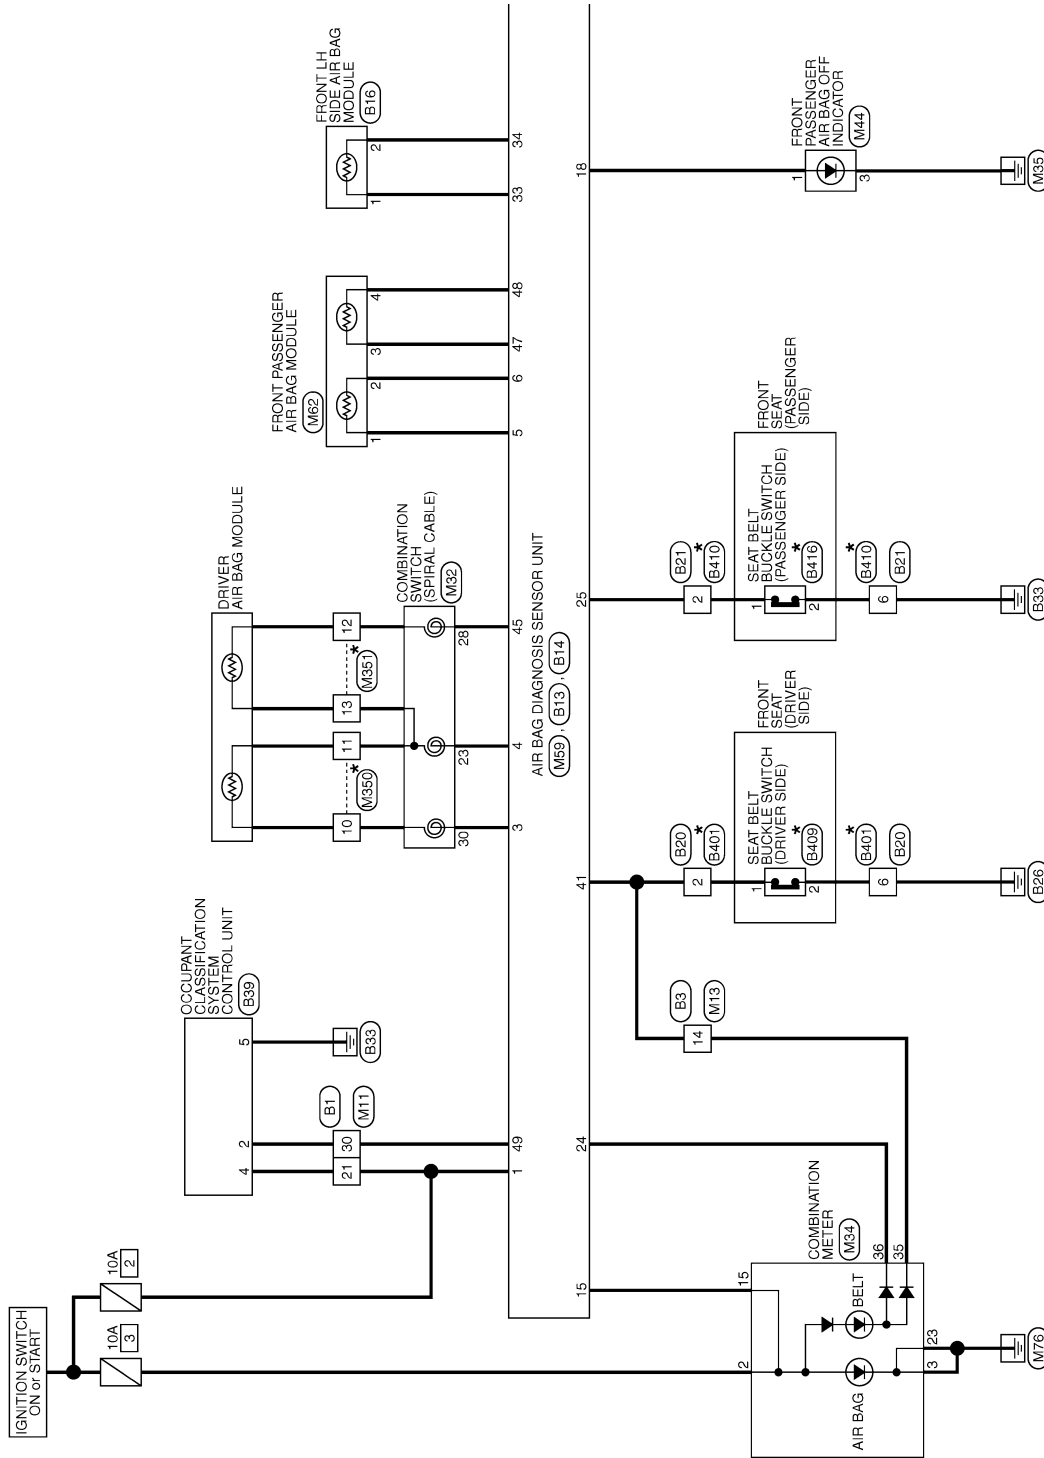 IGNITION SWITCH
ON or START
10A
3
10A
2
OCCUPANT
CLASSIFICATION
SYSTEM
CONTROL UNIT
B39
4
2
5
B33
21
30
B1
M11
1
49
DRIVER
AIR BAG MODULE
10
11
13
12
*
M350
*
M351
COMBINATION
SWITCH
(SPIRAL CABLE)
M32
30
23
28
3
4
45
FRONT PASSENGER
AIR BAG MODULE
M62
1
2
3
4
5
6
47
48
FRONT LH
SIDE AIR BAG
MODULE
B16
1
2
33
34
AIR BAG DIAGNOSIS SENSOR UNIT
M59 , B13 , B14
15
24
41
25
18
COMBINATION
METER
M34
2
15
36
35
BELT
AIR BAG
3
23
M76
14
B3
M13
2
B20
*
B401
FRONT
SEAT
(DRIVER
SIDE)
SEAT BELT
BUCKLE SWITCH
(DRIVER SIDE)
*
B409
1
2
6
*
B401
B20
B26
2
B21
*
B410
FRONT
SEAT
(PASSENGER
SIDE)
SEAT BELT
BUCKLE SWITCH
(PASSENGER SIDE)
*
B416
1
2
6
*
B410
B21
B33
FRONT
PASSENGER
AIR BAG OFF
INDICATOR
M44
1
3
M35